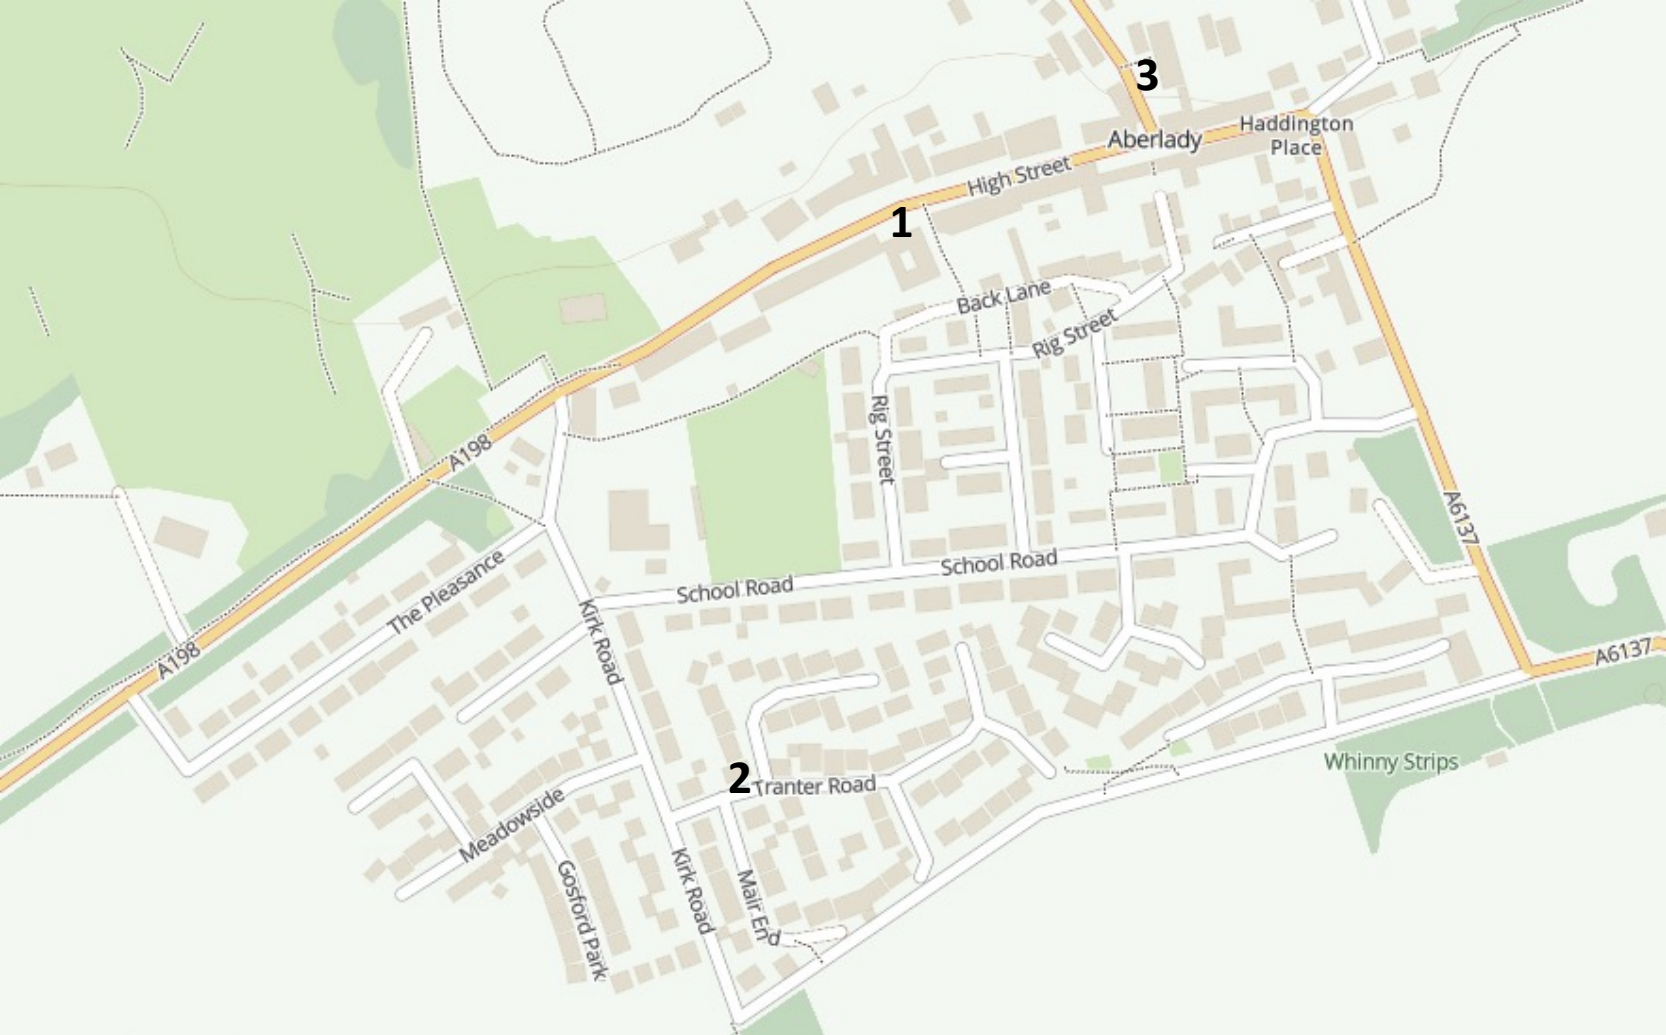 3
Aberlady
Haddington
Place
High Street
1
Back Lane
Rig Street
Rig Street
A198
A6137
School Road
School Road
The Pleasance
Kirk Road
A198
A6137
Whinny Strips
2
Tranter Road
Meadowside
Gosford Park
Kirk Road
Mair End